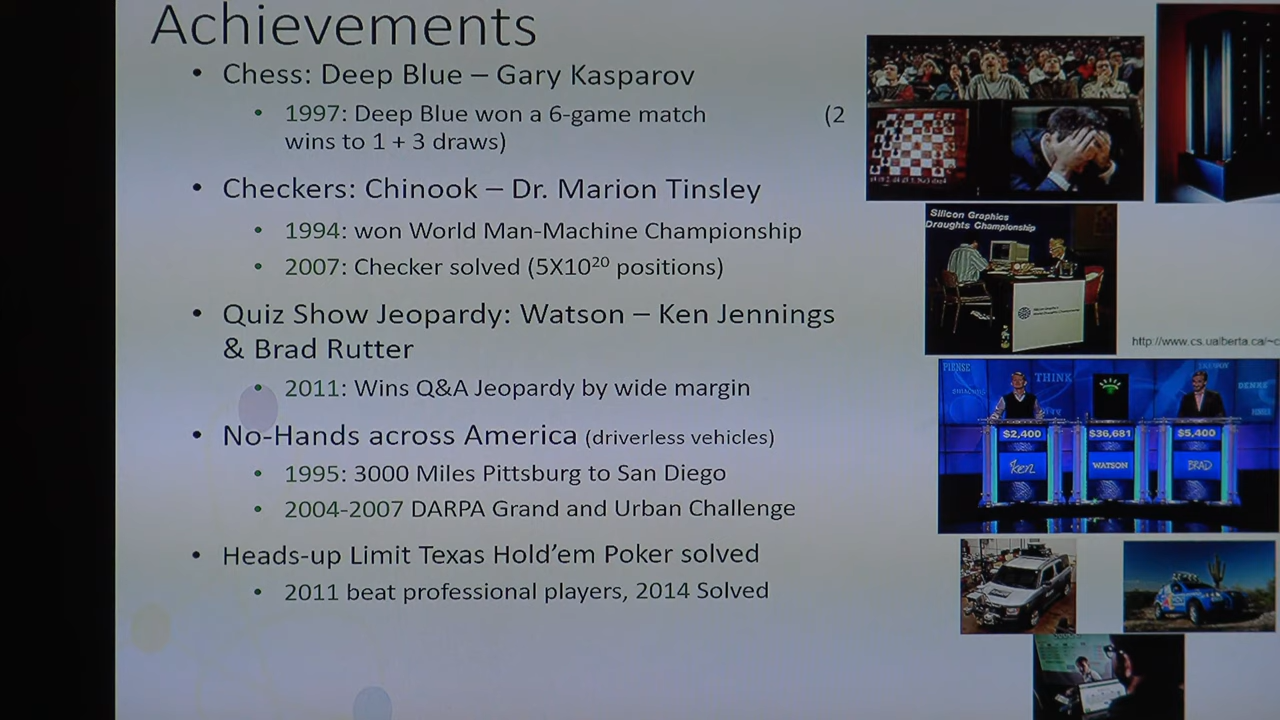 Achievements
• Chess: Deep Blue – Gary Kasparov
• 1997: Deep Blue won a 6-game match (2
wins to 1 + 3 draws)
• Checkers: Chinook – Dr. Marion Tinsley
• 1994: won World Man-Machine Championship
• 2007: Checker solved (5X10²⁰ positions)
• Quiz Show Jeopardy: Watson – Ken Jennings
& Brad Rutter
• 2011: Wins Q&A Jeopardy by wide margin
• No-Hands across America (driverless vehicles)
• 1995: 3000 Miles Pittsburg to San Diego
• 2004-2007 DARPA Grand and Urban Challenge
• Heads-up Limit Texas Hold’em Poker solved
• 2011 beat professional players, 2014 Solved
Silicon Graphics
Draughts Championship
http://www.cs.ualberta.ca/~c
THINK
$2,400
$36,681
$5,400
Ken
WATSON
BRAD